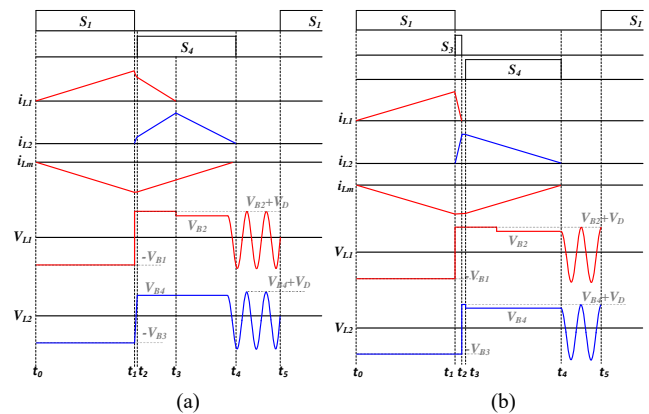 S1 S1
S4
iL1
iL2
iLm
VB2+VD
VB2
VL1
-VB1
VB4+VD
VB4
VL2
-VB3
t0 t1 t2 t3 t4 t5
(a)
S1 S1
S3
S4
iL1
iL2
iLm
VB2+VD
VB2
VL1
-VB1
VB4+VD
VB4
VL2
-VB3
t0 t1 t2 t3 t4 t5
(b)